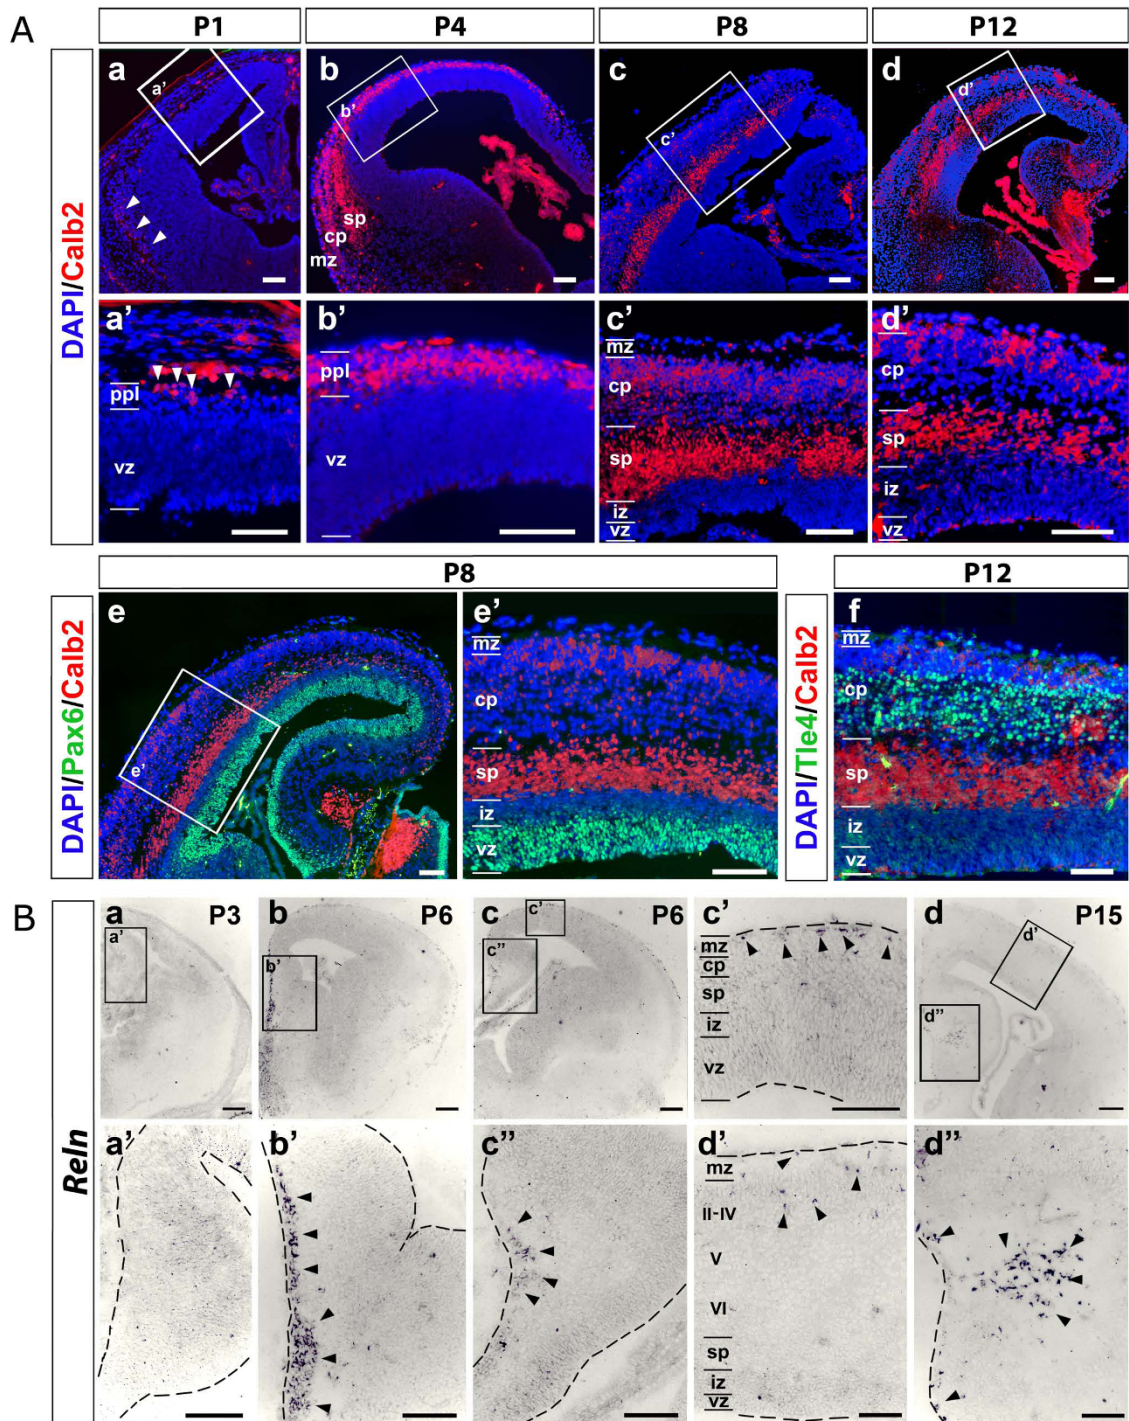 A
P1
P4
P8
P12
DAPI/Calb2
a
a'
b
b'
sp
cp
mz
c
c'
d
d'
a'
ppl
vz
b'
ppl
vz
c'
mz
cp
sp
iz
vz
d'
cp
sp
iz
vz
P8
P12
DAPI/Pax6/Calb2
e
e'
e'
mz
cp
sp
iz
vz
DAPI/Tle4/Calb2
f
mz
cp
sp
iz
vz
B
Reln
a
P3
a'
b
P6
b'
c
P6
c'
c''
c'
mz
cp
sp
iz
vz
d
P15
d'
d''
a'
b'
c''
d'
mz
II-IV
V
VI
sp
iz
vz
d''